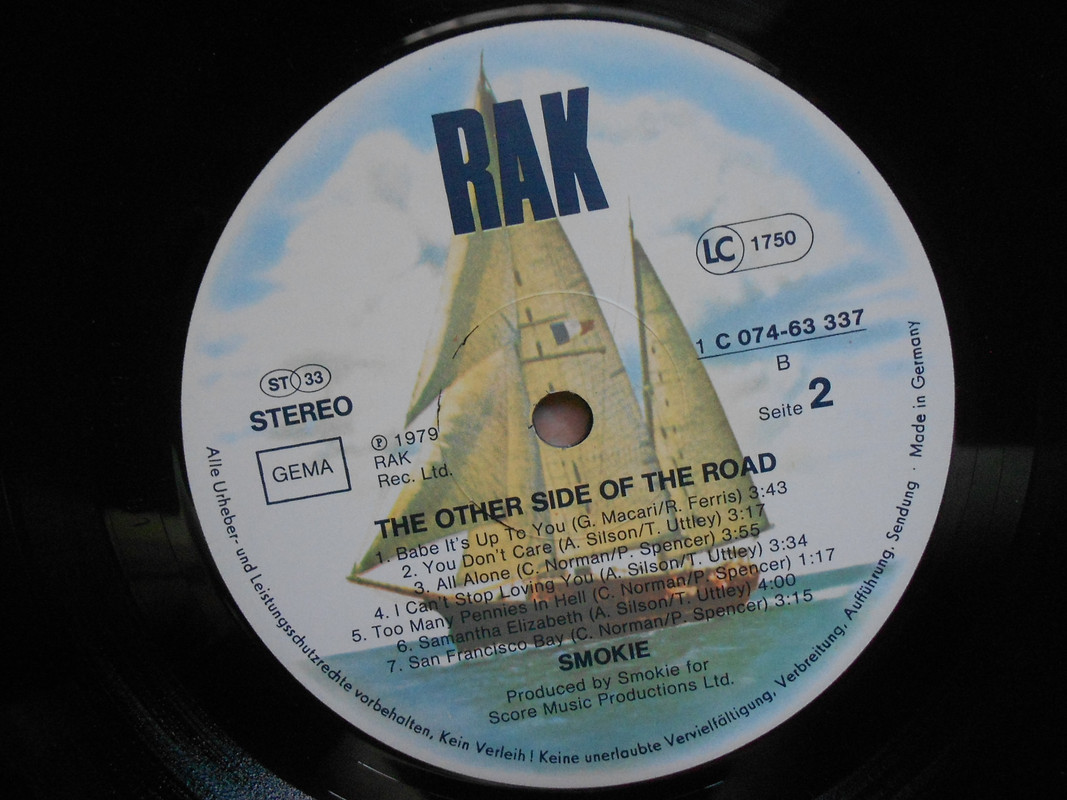 RAK
LC 1750
1 C 074-63 337
B
Seite 2
ST 33
STEREO
GEMA
℗ 1979
RAK
Rec. Ltd.
THE OTHER SIDE OF THE ROAD
1. Babe It's Up To You (G. Macari/R. Ferris) 3:43
2. You Don't Care (A. Silson/T. Uttley) 3:17
3. All Alone (C. Norman/P. Spencer) 3:55
4. I Can't Stop Loving You (A. Silson/T. Uttley) 3:34
5. Too Many Pennies In Hell (C. Norman/P. Spencer) 1:17
6. Samantha Elizabeth (A. Silson/T. Uttley) 4:00
7. San Francisco Bay (C. Norman/P. Spencer) 3:15
SMOKIE
Produced by Smokie for
Score Music Productions Ltd.
Alle Urheber- und Leistungsschutzrechte vorbehalten, Kein Verleih! Keine unerlaubte Vervielfältigung, Verbreitung, Aufführung, Sendung · Made in Germany